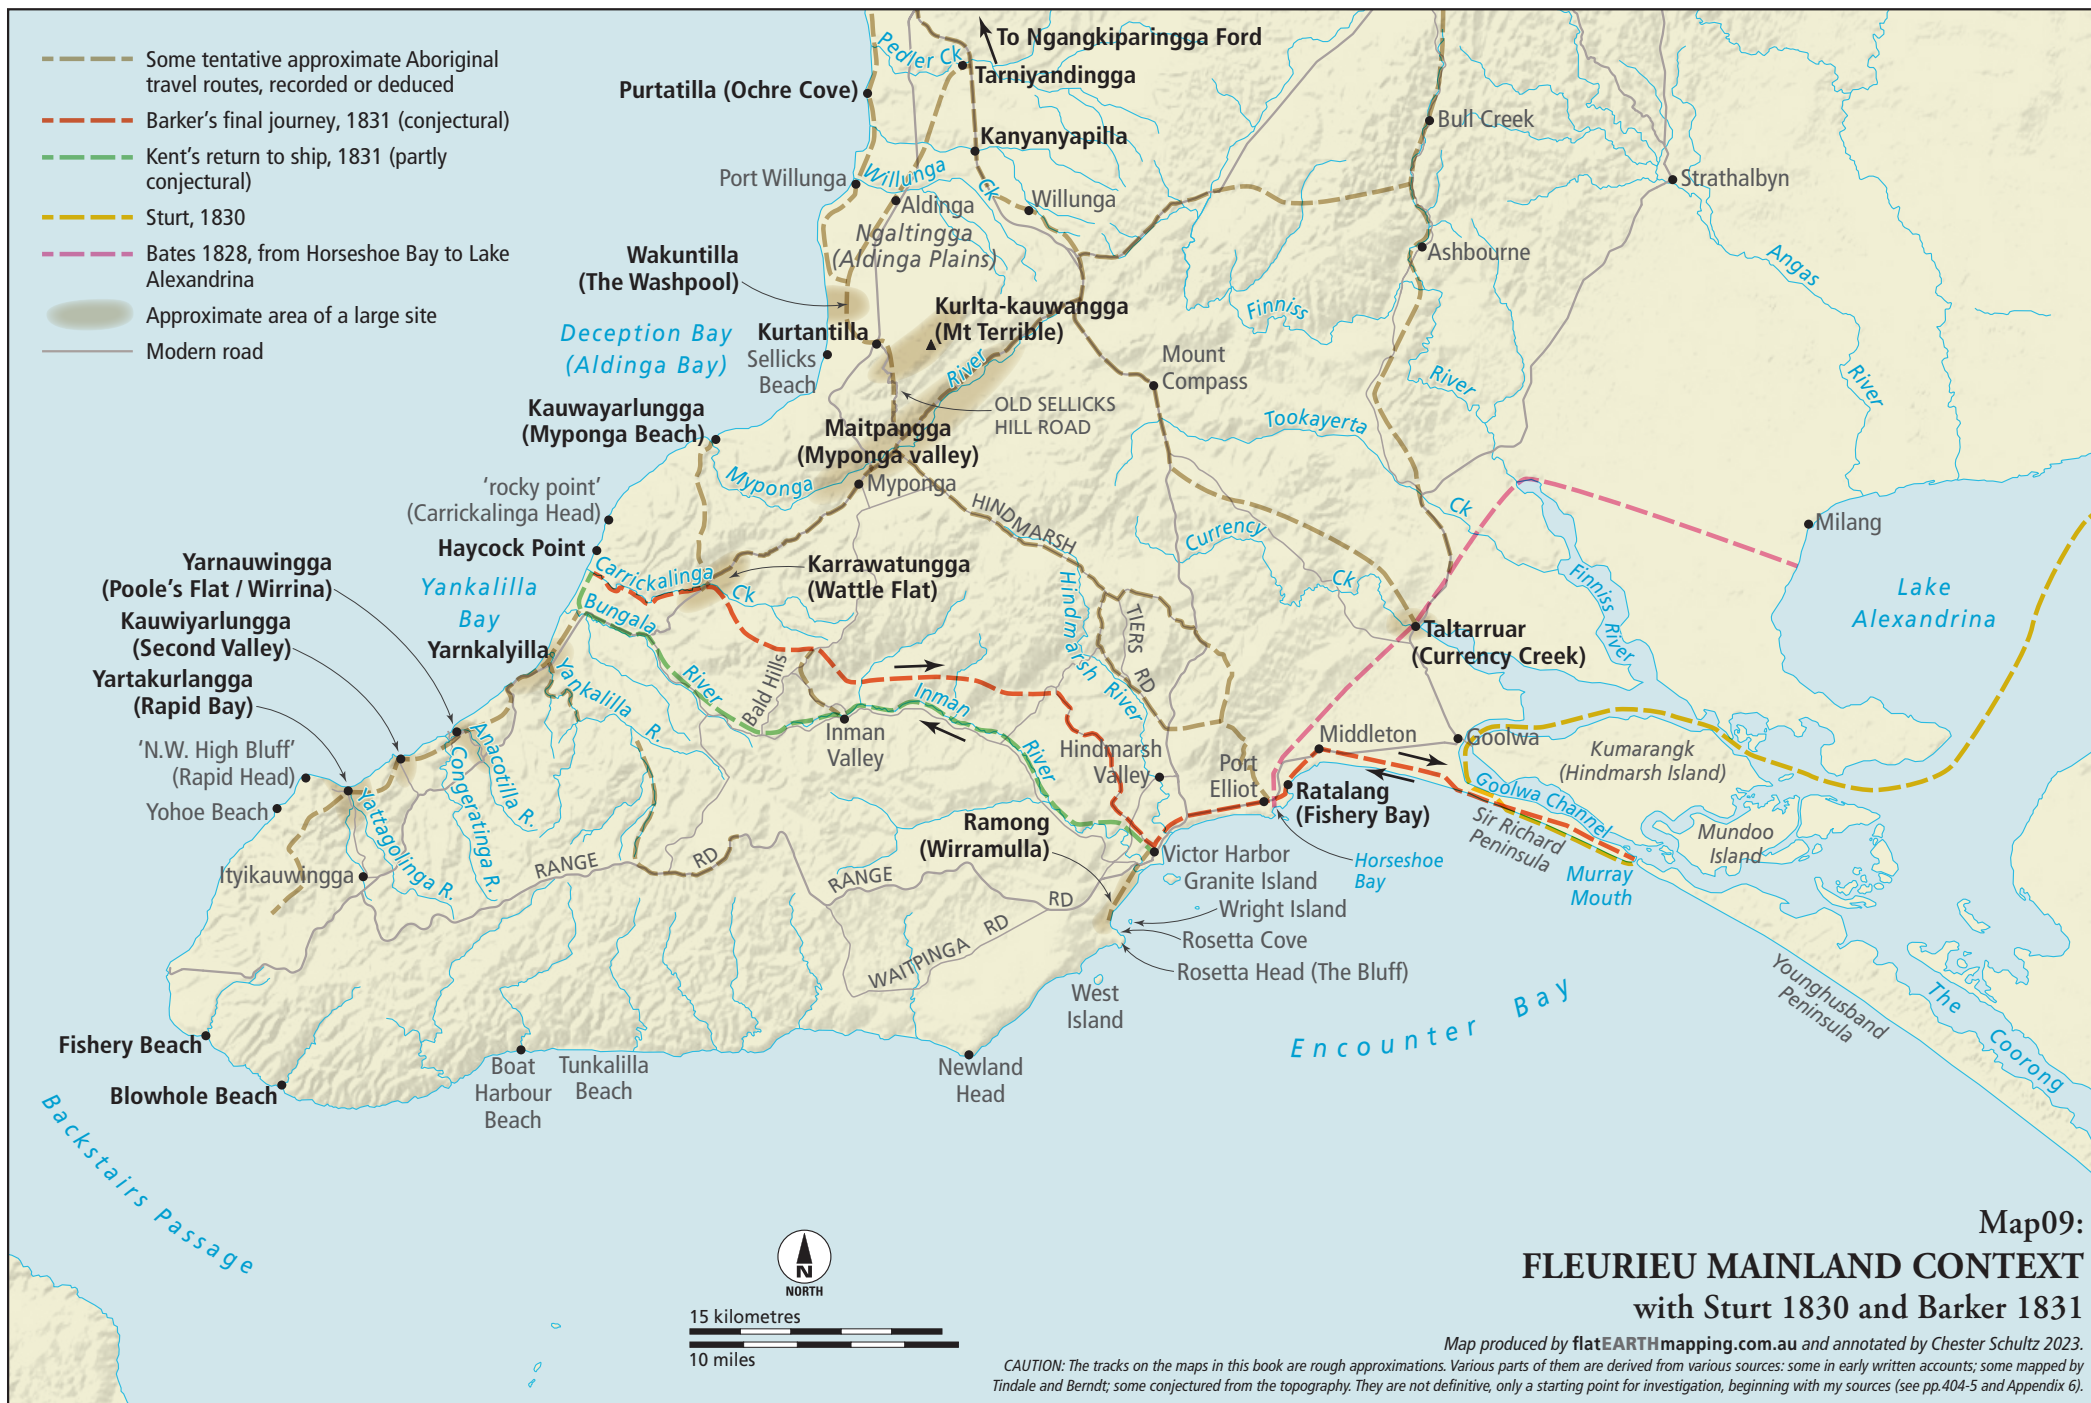 Some tentative approximate Aboriginal
travel routes, recorded or deduced
Barker's final journey, 1831 (conjectural)
Kent's return to ship, 1831 (partly
conjectural)
Sturt, 1830
Bates 1828, from Horseshoe Bay to Lake
Alexandrina
Approximate area of a large site
Modern road
To Ngangkiparingga Ford
Pedler Ck
Tarniyandingga
Purtatilla (Ochre Cove)
Kanyanyapilla
Bull Creek
Port Willunga
Willunga
Ck
Willunga
Strathalbyn
Aldinga
Ngaltingga
(Aldinga Plains)
Wakuntilla
(The Washpool)
Ashbourne
Angas
River
Finniss
River
Kurlta-kauwangga
(Mt Terrible)
Deception Bay
(Aldinga Bay)
Kurtantilla
Sellicks
Beach
River
Mount
Compass
OLD SELLICKS
HILL ROAD
Tookayerta
Ck
Kauwayarlungga
(Myponga Beach)
Maitpangga
(Myponga valley)
Myponga
Myponga
'rocky point'
(Carrickalinga Head)
HINDMARSH
TIERS
RD
Currency
Ck
Milang
Haycock Point
Yarnauwingga
(Poole's Flat / Wirrina)
Carrickalinga
Ck
Karrawatungga
(Wattle Flat)
Yankalilla
Bay
Hindmarsh River
Finniss
River
Lake
Alexandrina
Kauwiyarlungga
(Second Valley)
Bungala
River
Yarnkalyilla
Taltarruar
(Currency Creek)
Yartakurlangga
(Rapid Bay)
Yankalilla R.
Bald Hills
Inman
River
Inman
Valley
'N.W. High Bluff'
(Rapid Head)
Anacotilla R.
Congeratinga R.
Hindmarsh
Valley
Port
Elliot
Middleton
Goolwa
Kumarangk
(Hindmarsh Island)
Yohoe Beach
Yattagolinga R.
Ratalang
(Fishery Bay)
Goolwa Channel
Sir Richard
Peninsula
Mundoo
Island
Ramong
(Wirramulla)
Victor Harbor
Horseshoe
Bay
Murray
Mouth
Ityikauwingga
RANGE
RD
RANGE
RD
Granite Island
Wright Island
WAITPINGA
RD
Rosetta Cove
Rosetta Head (The Bluff)
West
Island
Encounter Bay
Younghusband
Peninsula
The
Coorong
Fishery Beach
Blowhole Beach
Boat
Harbour
Beach
Tunkalilla
Beach
Newland
Head
Backstairs Passage
N
NORTH
15 kilometres
10 miles
Map09:
FLEURIEU MAINLAND CONTEXT
with Sturt 1830 and Barker 1831
Map produced by flatEARTHmapping.com.au and annotated by Chester Schultz 2023.
CAUTION: The tracks on the maps in this book are rough approximations. Various parts of them are derived from various sources: some in early written accounts; some mapped by
Tindale and Berndt; some conjectured from the topography. They are not definitive, only a starting point for investigation, beginning with my sources (see pp.404-5 and Appendix 6).